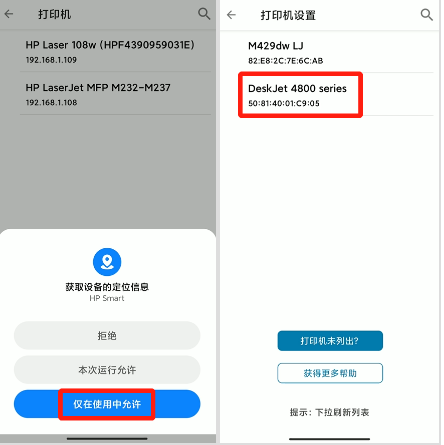 打印机
HP Laser 108w (HPF4390959031E)
192.168.1.109
HP LaserJet MFP M232-M237
192.168.1.108
获取设备的定位信息
HP Smart
拒绝
本次运行允许
仅在使用中允许
打印机设置
M429dw LJ
82:E8:2C:7E:6C:AB
DeskJet 4800 series
50:81:40:01:C9:05
打印机未列出?
获得更多帮助
提示: 下拉刷新列表